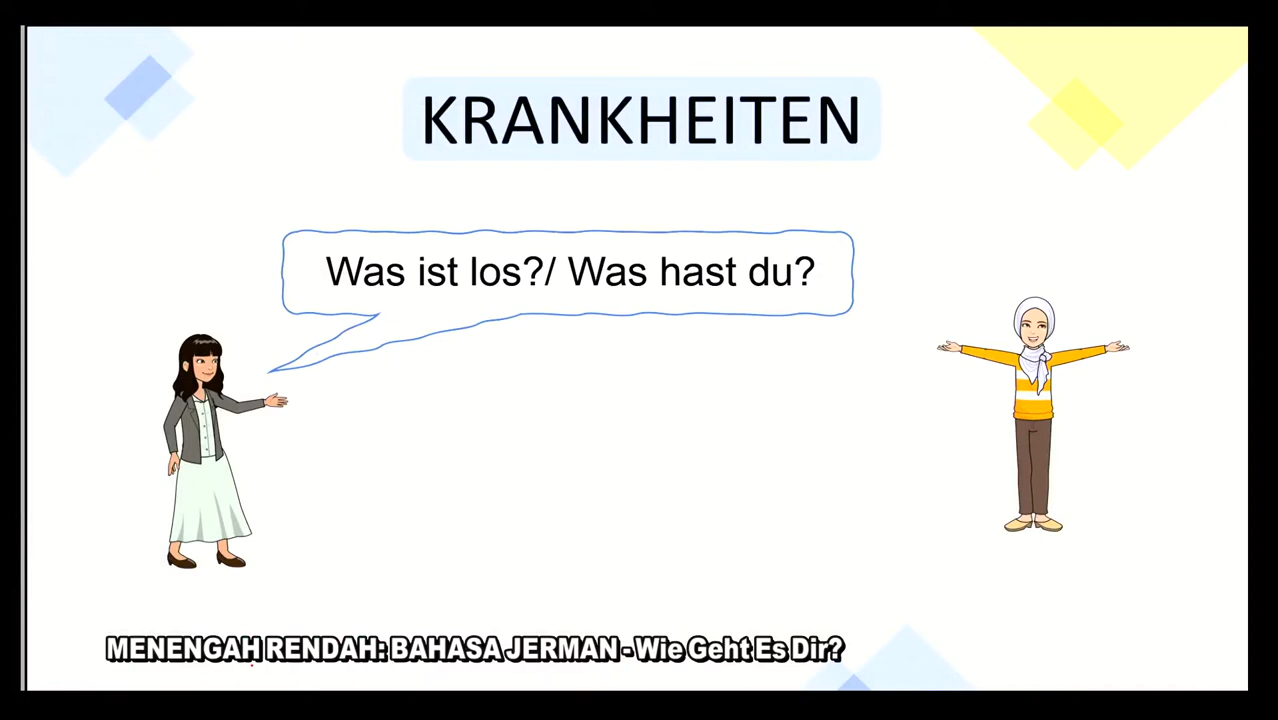 KRANKHEITEN
Was ist los?/ Was hast du?
MENENGAH RENDAH: BAHASA JERMAN - Wie Geht Es Dir?